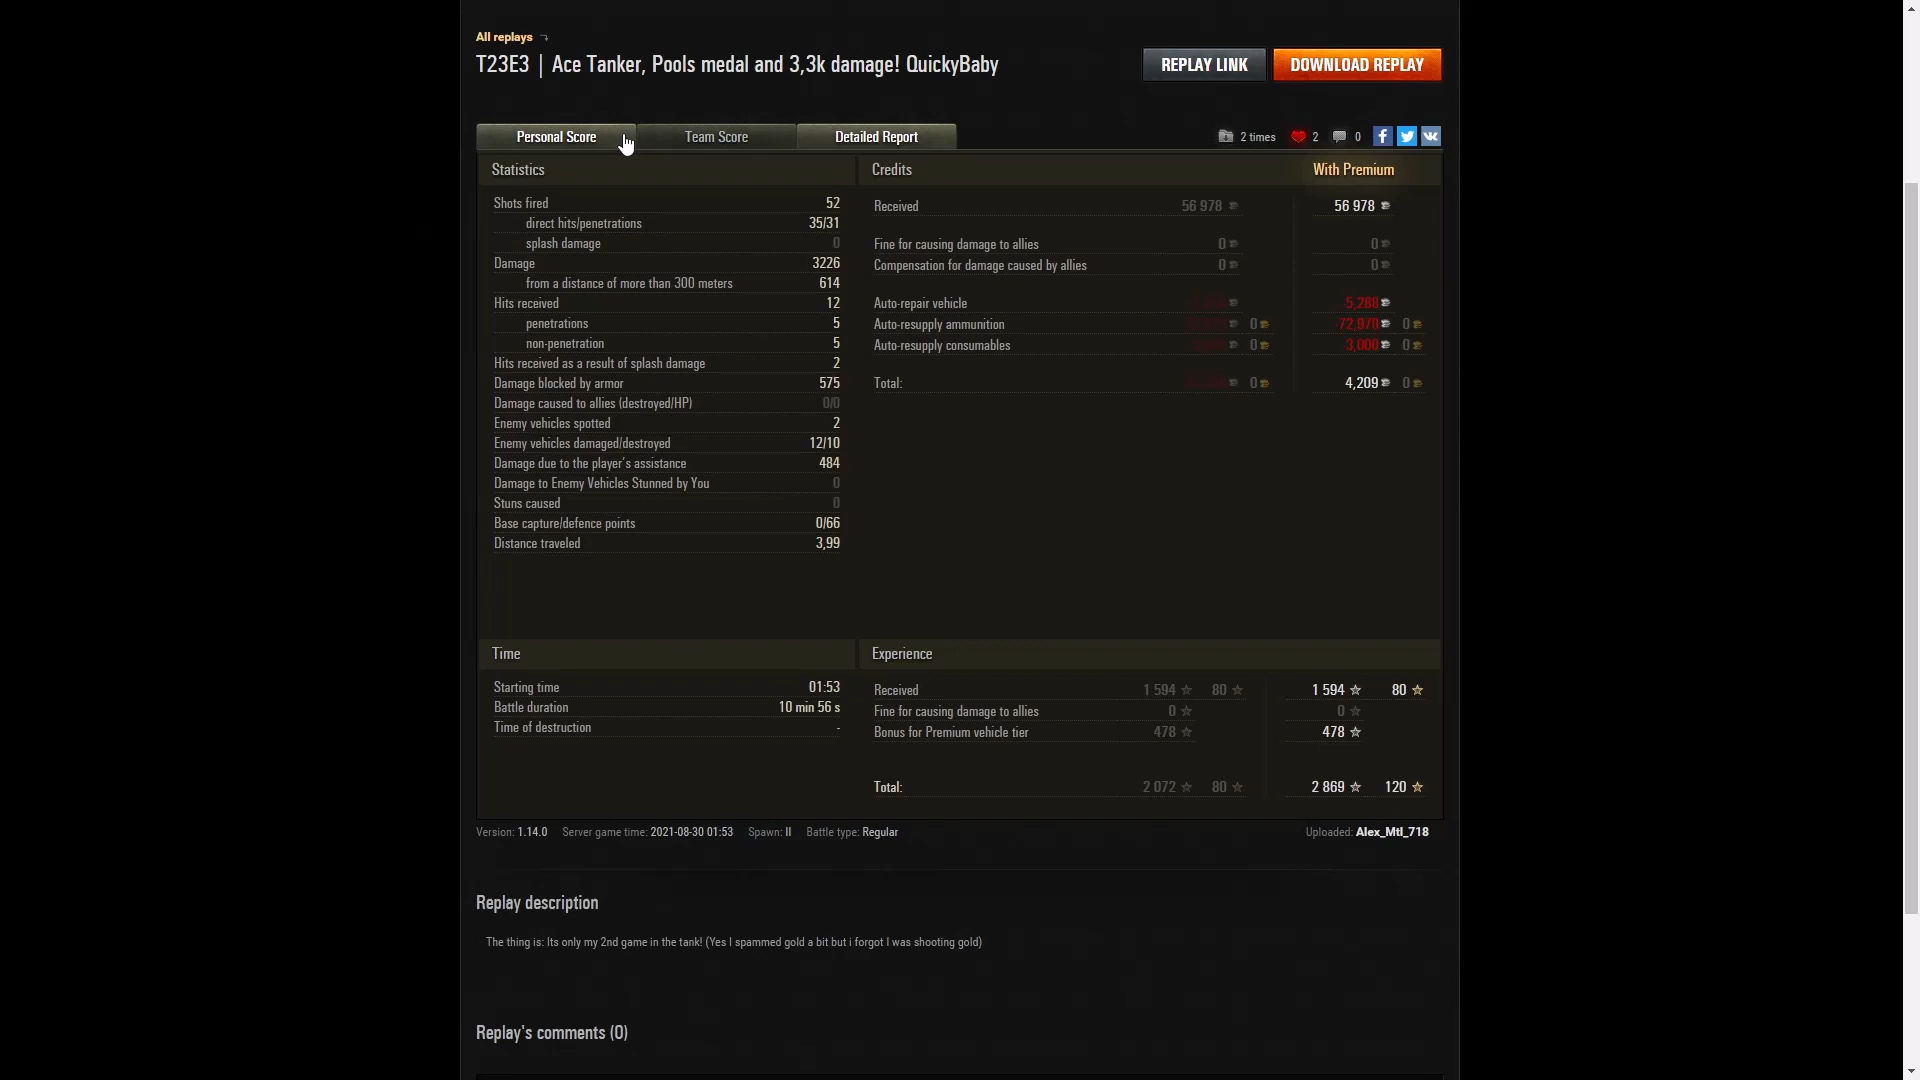 All replays
T23E3 | Ace Tanker, Pools medal and 3,3k damage! QuickyBaby
REPLAY LINK
DOWNLOAD REPLAY
Personal Score
Team Score
Detailed Report
2 times
2
0
Statistics
Shots fired 52
direct hits/penetrations 35/31
splash damage 0
Damage 3226
from a distance of more than 300 meters 614
Hits received 12
penetrations 5
non-penetration 5
Hits received as a result of splash damage 2
Damage blocked by armor 575
Damage caused to allies (destroyed/HP) 0/0
Enemy vehicles spotted 2
Enemy vehicles damaged/destroyed 12/10
Damage due to the player's assistance 484
Damage to Enemy Vehicles Stunned by You 0
Stuns caused 0
Base capture/defence points 0/66
Distance traveled 3,99
Credits With Premium
Received 56 978 56 978
Fine for causing damage to allies 0 0
Compensation for damage caused by allies 0 0
Auto-repair vehicle 5,288
Auto-resupply ammunition 0 72,970 0
Auto-resupply consumables 0 3,000 0
Total: 0 4,209 0
Time
Starting time 01:53
Battle duration 10 min 56 s
Time of destruction -
Experience
Received 1 594 80 1 594 80
Fine for causing damage to allies 0 0
Bonus for Premium vehicle tier 478 478
Total: 2 072 80 2 869 120
Version: 1.14.0 Server game time: 2021-08-30 01:53 Spawn: II Battle type: Regular
Uploaded: Alex_Mtl_718
Replay description
The thing is: Its only my 2nd game in the tank! (Yes I spammed gold a bit but i forgot I was shooting gold)
Replay's comments (0)